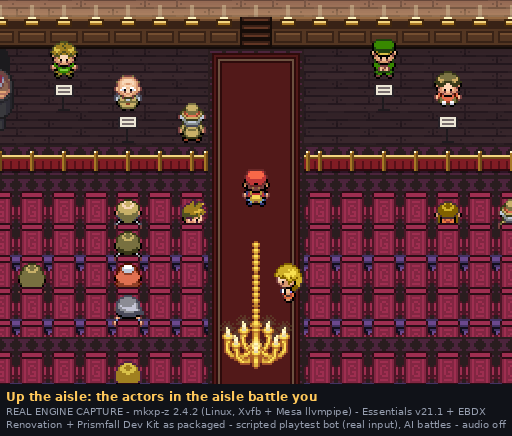 Up the aisle: the actors in the aisle battle you
REAL ENGINE CAPTURE - mkxp-z 2.4.2 (Linux, Xvfb + Mesa llvmpipe) - Essentials v21.1 + EBDX
Renovation + Prismfall Dev Kit as packaged - scripted playtest bot (real input), AI battles - audio off